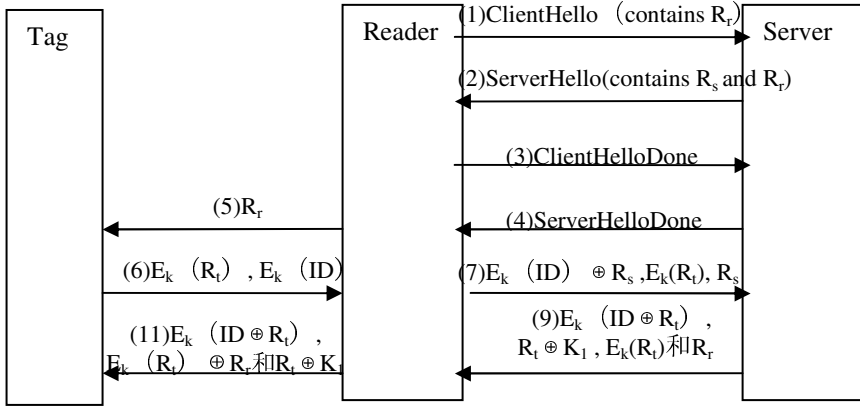 Tag
Reader
Server
(1)ClientHello（contains Rr)
(2)ServerHello(contains Rs and Rr)
(3)ClientHelloDone
(4)ServerHelloDone
(5)Rr
(6)Ek（Rt）, Ek（ID)
(7)Ek（ID）⊕ Rs ,Ek(Rt), Rs
(9)Ek（ID ⊕ Rt）,
Rt ⊕ K1 , Ek(Rt)和Rr
(11)Ek（ID ⊕ Rt）,
Ek（Rt）⊕ Rr和Rt ⊕ K1